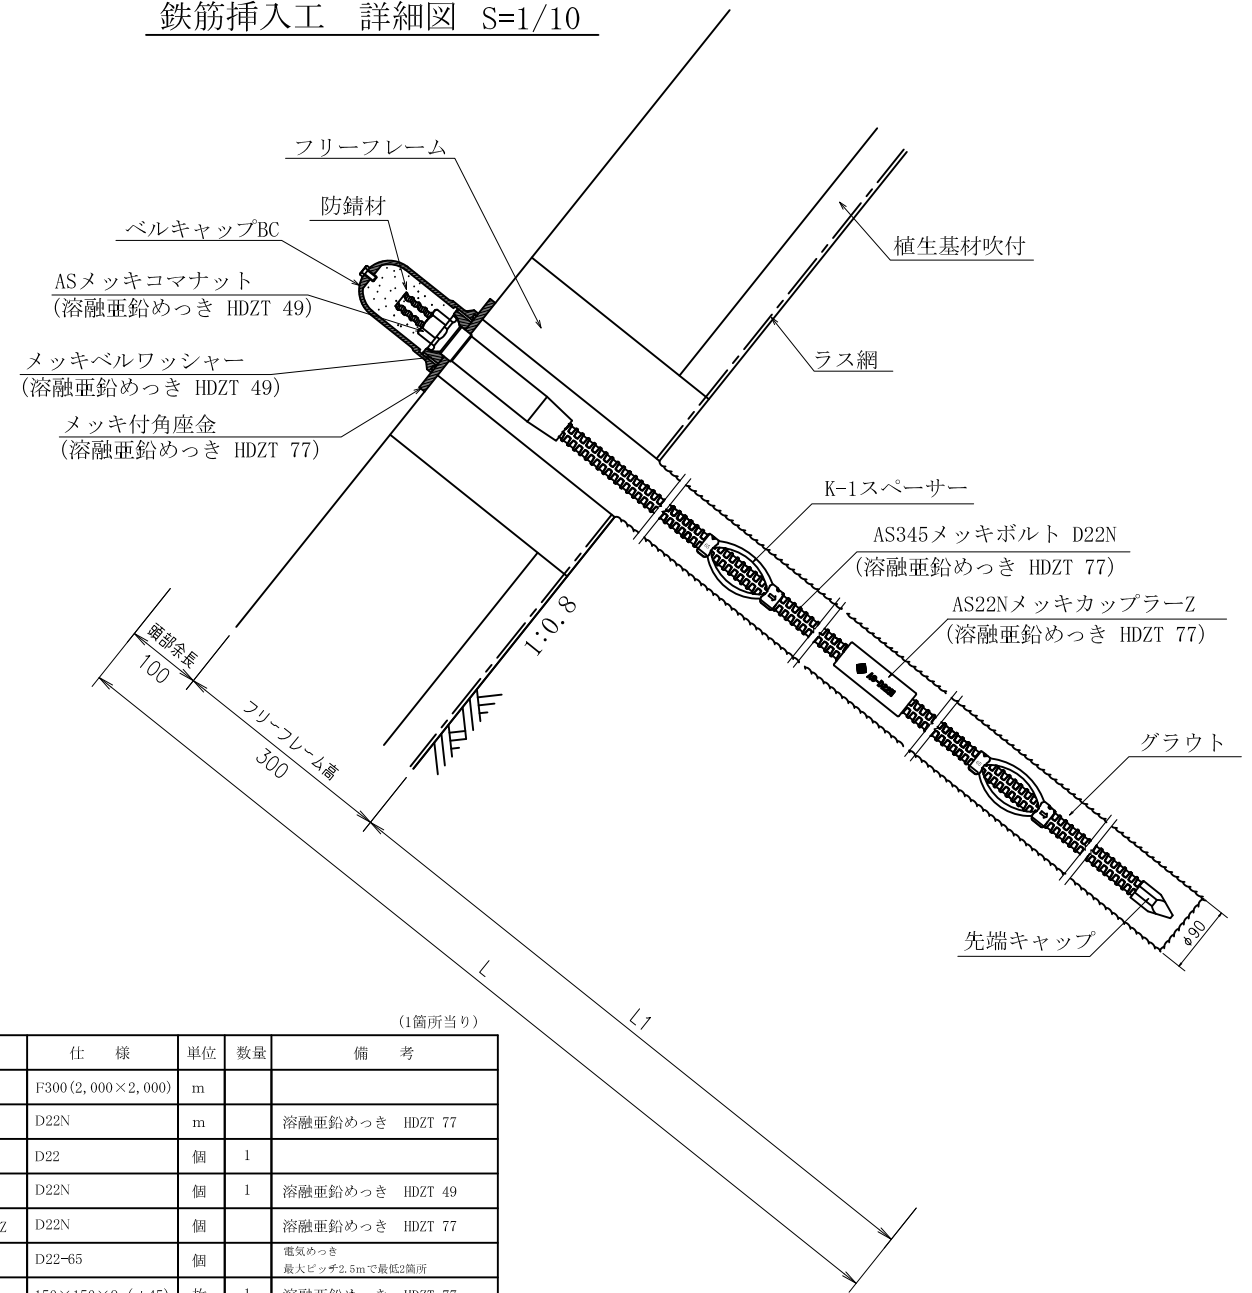 鉄筋挿入工　詳細図　S=1/10
フリーフレーム
防錆材
ベルキャップBC
ASメッキコマナット
(溶融亜鉛めっき HDZT 49)
メッキベルワッシャー
(溶融亜鉛めっき HDZT 49)
メッキ付角座金
(溶融亜鉛めっき HDZT 77)
植生基材吹付
ラス網
K-1スペーサー
AS345メッキボルト D22N
(溶融亜鉛めっき HDZT 77)
AS22NメッキカップラーZ
(溶融亜鉛めっき HDZT 77)
グラウト
先端キャップ
φ90
1:0.8
頭部余長
100
フリーフレーム高
300
L
L1
(1箇所当り)
仕　様　単位　数量　備　考
F300(2,000×2,000)　m
D22N　m　溶融亜鉛めっき　HDZT 77
D22　個　1
D22N　個　1　溶融亜鉛めっき　HDZT 49
Z　D22N　個　溶融亜鉛めっき　HDZT 77
D22-65　個　電気めっき
最大ピッチ2.5mで最低2箇所